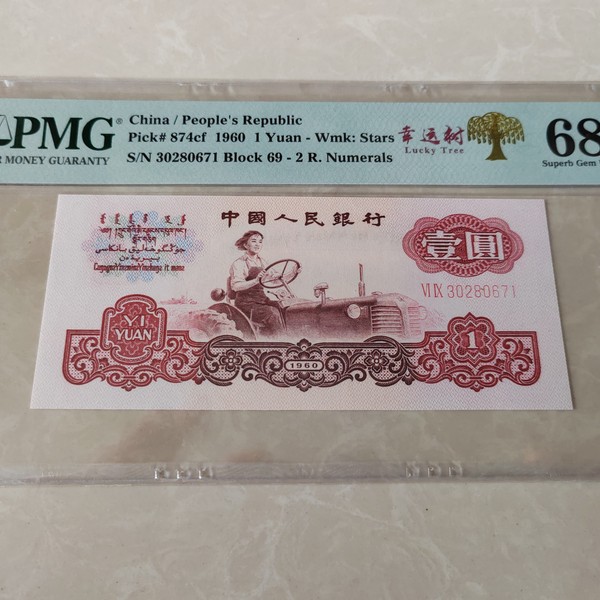 PMG®
R MONEY GUARANTY
China / People's Republic
Pick# 874cf 1960 1 Yuan - Wmk: Stars
S/N 30280671 Block 69 - 2 R. Numerals
幸运树
Lucky Tree
68
Superb Gem
中國人民銀行
壹圓
ⅥⅨ 30280671
YI
YUAN
1960
1